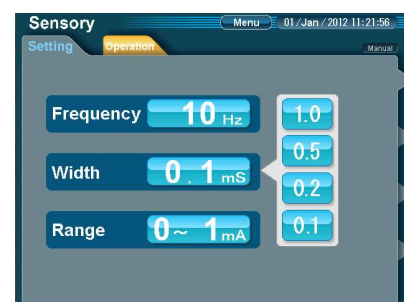 Sensory Menu 01/Jan/2012 11:21:56
Setting Operation Manual
Frequency 10 Hz 1.0
0.5
Width 0.1 mS
0.2
Range 0~ 1 mA 0.1